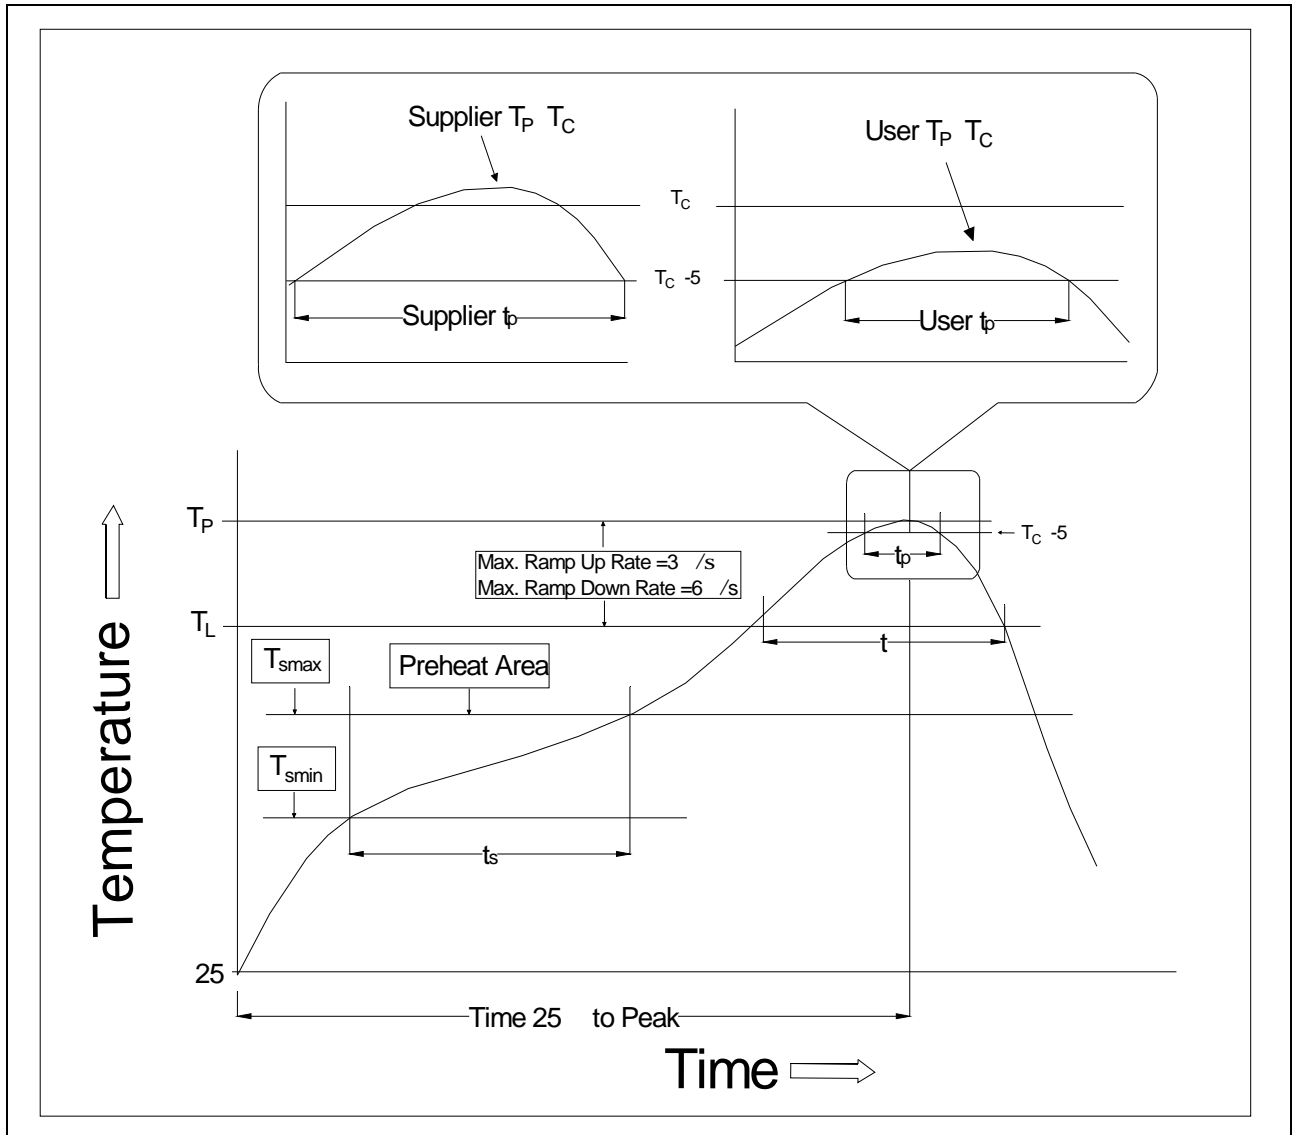 Supplier TP TC
User TP TC
TC
TC -5
Supplier tp
User tp
TP
TC -5
Max. Ramp Up Rate =3 /s
Max. Ramp Down Rate =6 /s
tp
TL
t
Tsmax
Preheat Area
Tsmin
ts
Temperature
25
Time 25 to Peak
Time